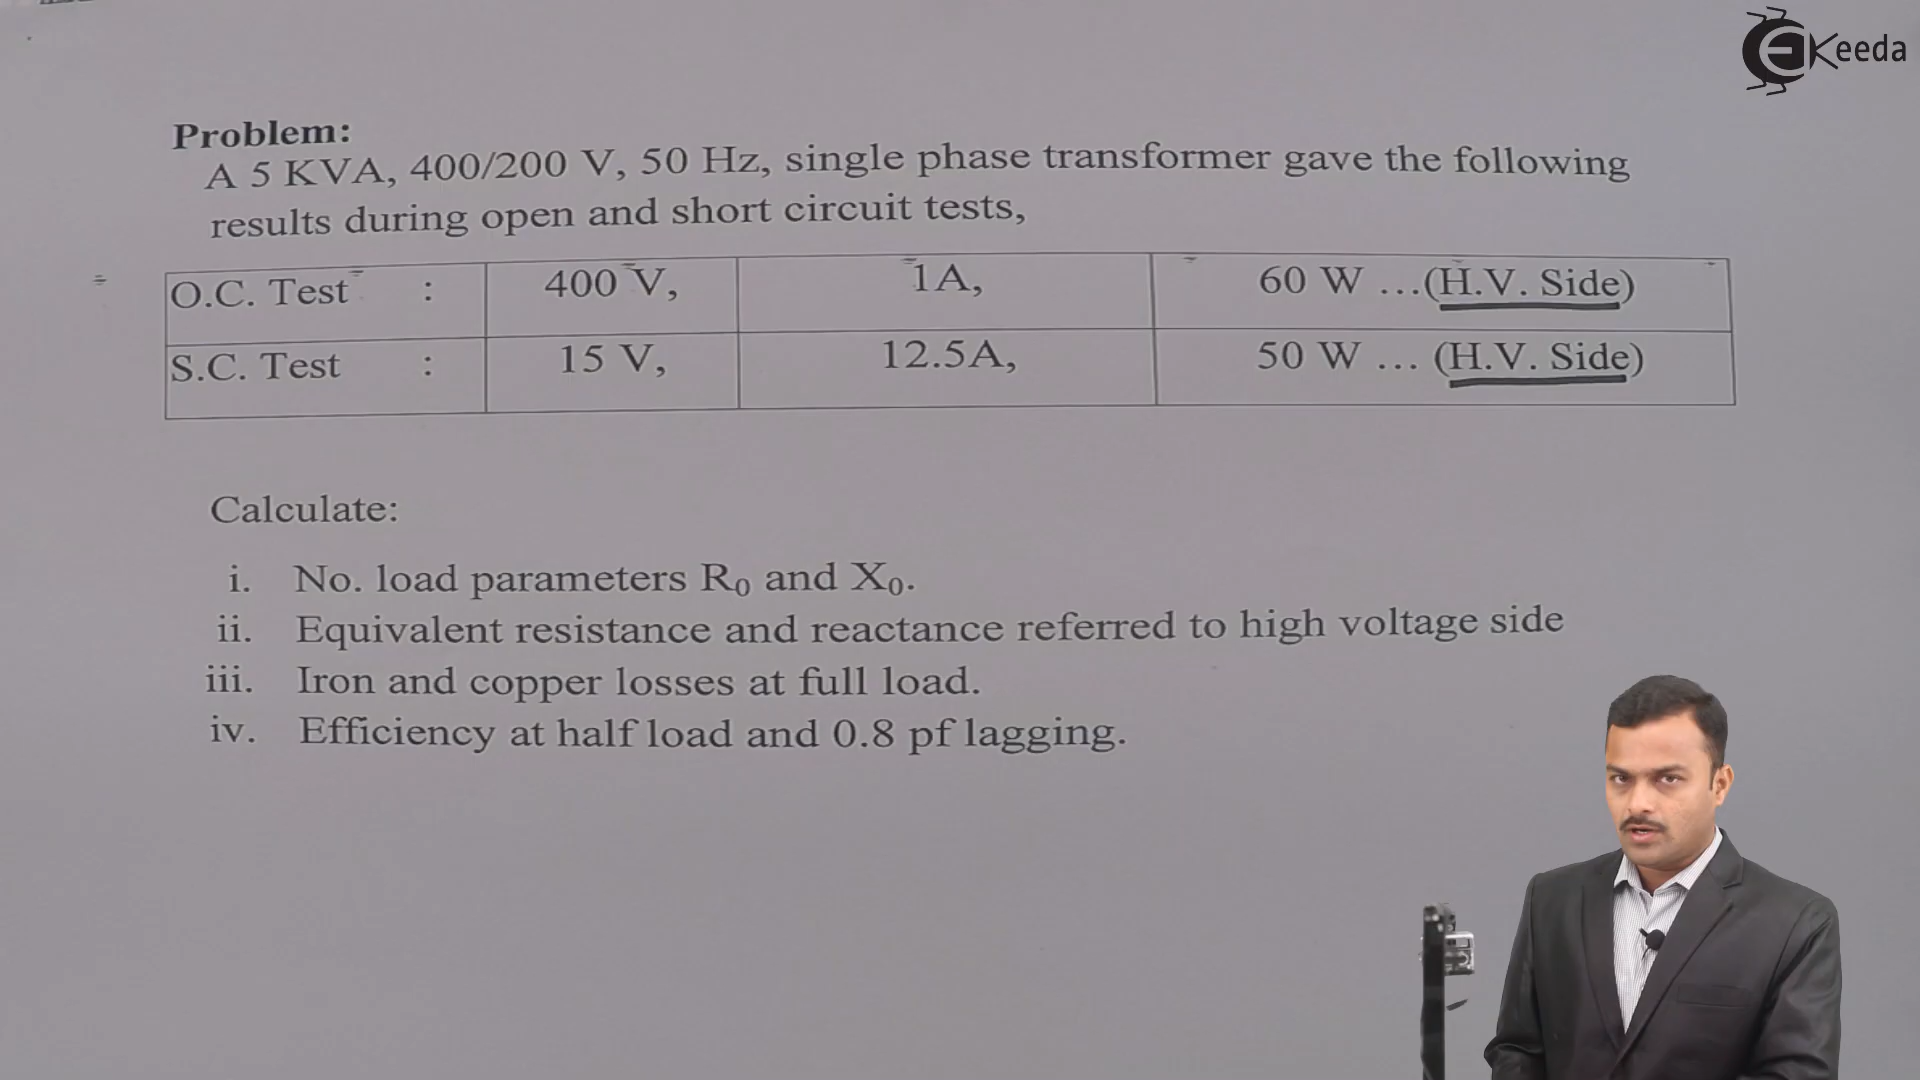 eKeeda
Problem:
A 5 KVA, 400/200 V, 50 Hz, single phase transformer gave the following
results during open and short circuit tests,
O.C. Test : 400 V, 1A, 60 W ...(H.V. Side)
S.C. Test : 15 V, 12.5A, 50 W ... (H.V. Side)
Calculate:
i. No. load parameters R₀ and X₀.
ii. Equivalent resistance and reactance referred to high voltage side
iii. Iron and copper losses at full load.
iv. Efficiency at half load and 0.8 pf lagging.